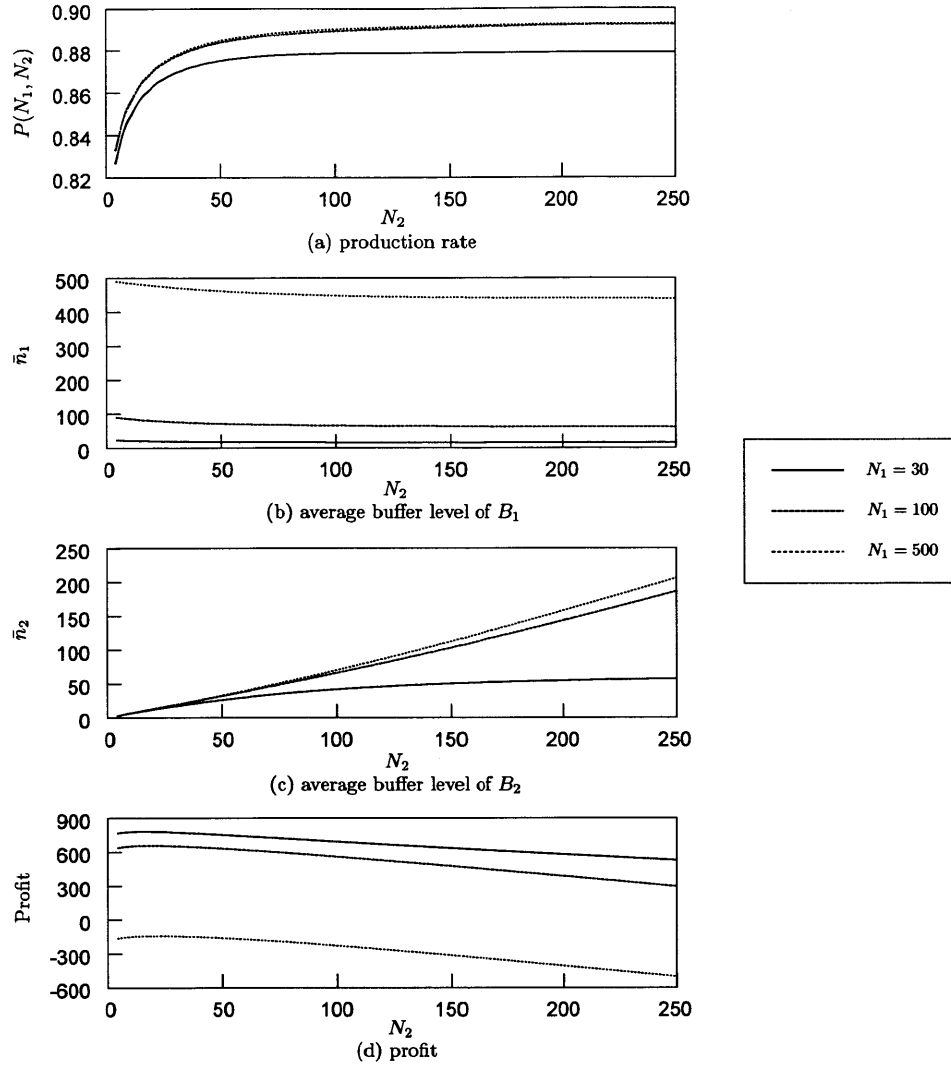 0.90
0.88
0.86
0.84
0.82
P(N₁, N₂)
0 50 100 150 200 250
N₂
(a) production rate
500
400
300
200
100
0
n̄₁
0 50 100 150 200 250
N₂
(b) average buffer level of B₁
N₁ = 30
N₁ = 100
N₁ = 500
250
200
150
100
50
0
n̄₂
0 50 100 150 200 250
N₂
(c) average buffer level of B₂
900
600
300
0
-300
-600
Profit
0 50 100 150 200 250
N₂
(d) profit